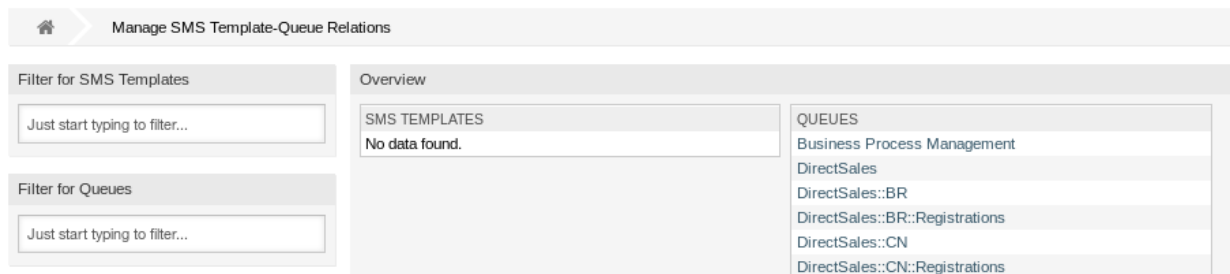 Manage SMS Template-Queue Relations
Filter for SMS Templates
Just start typing to filter...
Filter for Queues
Just start typing to filter...
Overview
SMS TEMPLATES
No data found.
QUEUES
Business Process Management
DirectSales
DirectSales::BR
DirectSales::BR::Registrations
DirectSales::CN
DirectSales::CN::Registrations